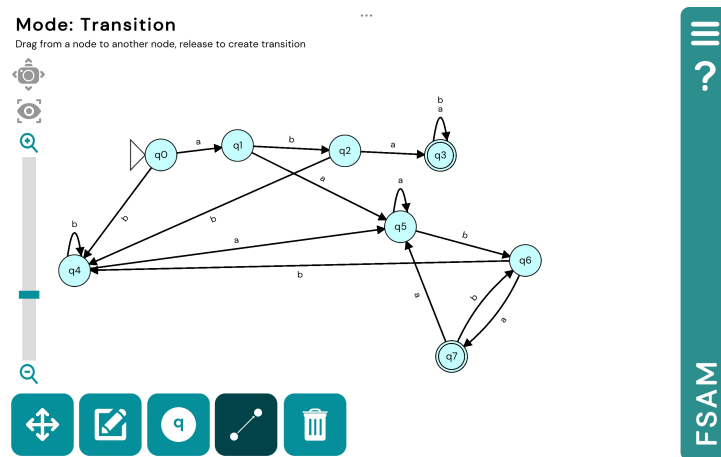 Mode: Transition
Drag from a node to another node, release to create transition
?
b
a
q0
a
q1
b
q2
a
q3
a
b
b
a
b
q4
a
q5
b
q6
b
a
b
a
q7
q
FSAM